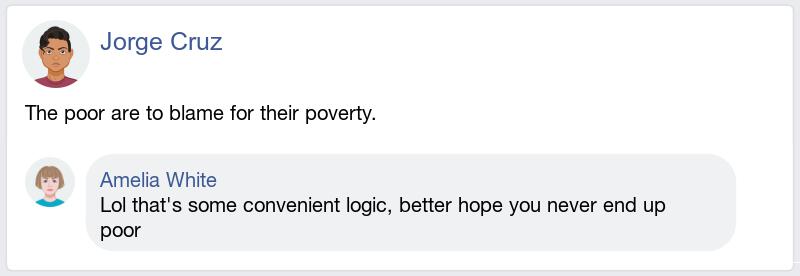 Jorge Cruz
The poor are to blame for their poverty.
Amelia White
Lol that's some convenient logic, better hope you never end up
poor